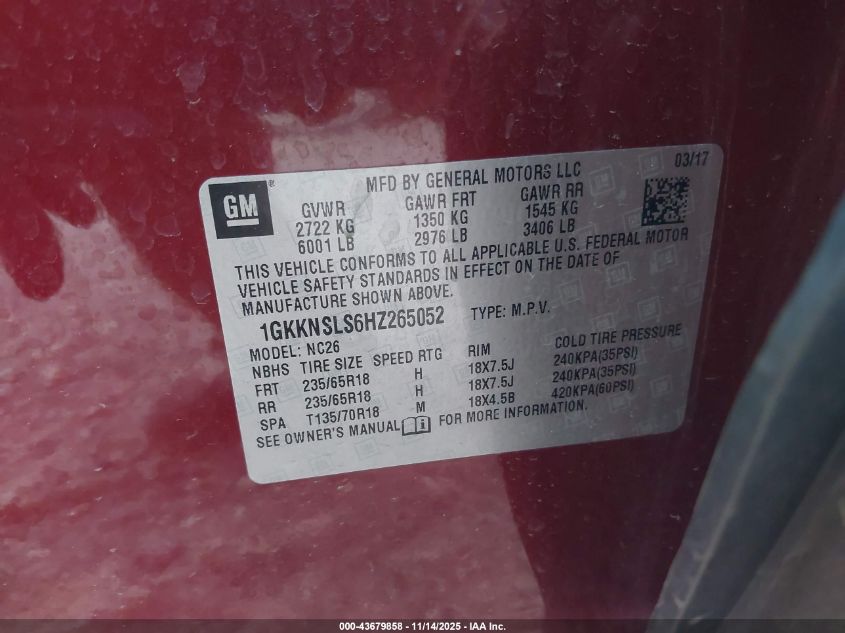 03/17
GM ®
MFD BY GENERAL MOTORS LLC
GVWR GAWR FRT GAWR RR
2722 KG 1350 KG 1545 KG
6001 LB 2976 LB 3406 LB
THIS VEHICLE CONFORMS TO ALL APPLICABLE U.S. FEDERAL MOTOR
VEHICLE SAFETY STANDARDS IN EFFECT ON THE DATE OF
MANUFACTURE SHOWN ABOVE.
1GKKNSLS6HZ265052 TYPE: M.P.V.
MODEL: NC26
NBHS TIRE SIZE SPEED RTG RIM COLD TIRE PRESSURE
FRT 235/65R18 H 18X7.5J 240KPA(35PSI)
RR 235/65R18 H 18X7.5J 240KPA(35PSI)
SPA T135/70R18 M 18X4.5B 420KPA(60PSI)
SEE OWNER'S MANUAL i FOR MORE INFORMATION
000-43679858 - 11/14/2025 - IAA Inc.